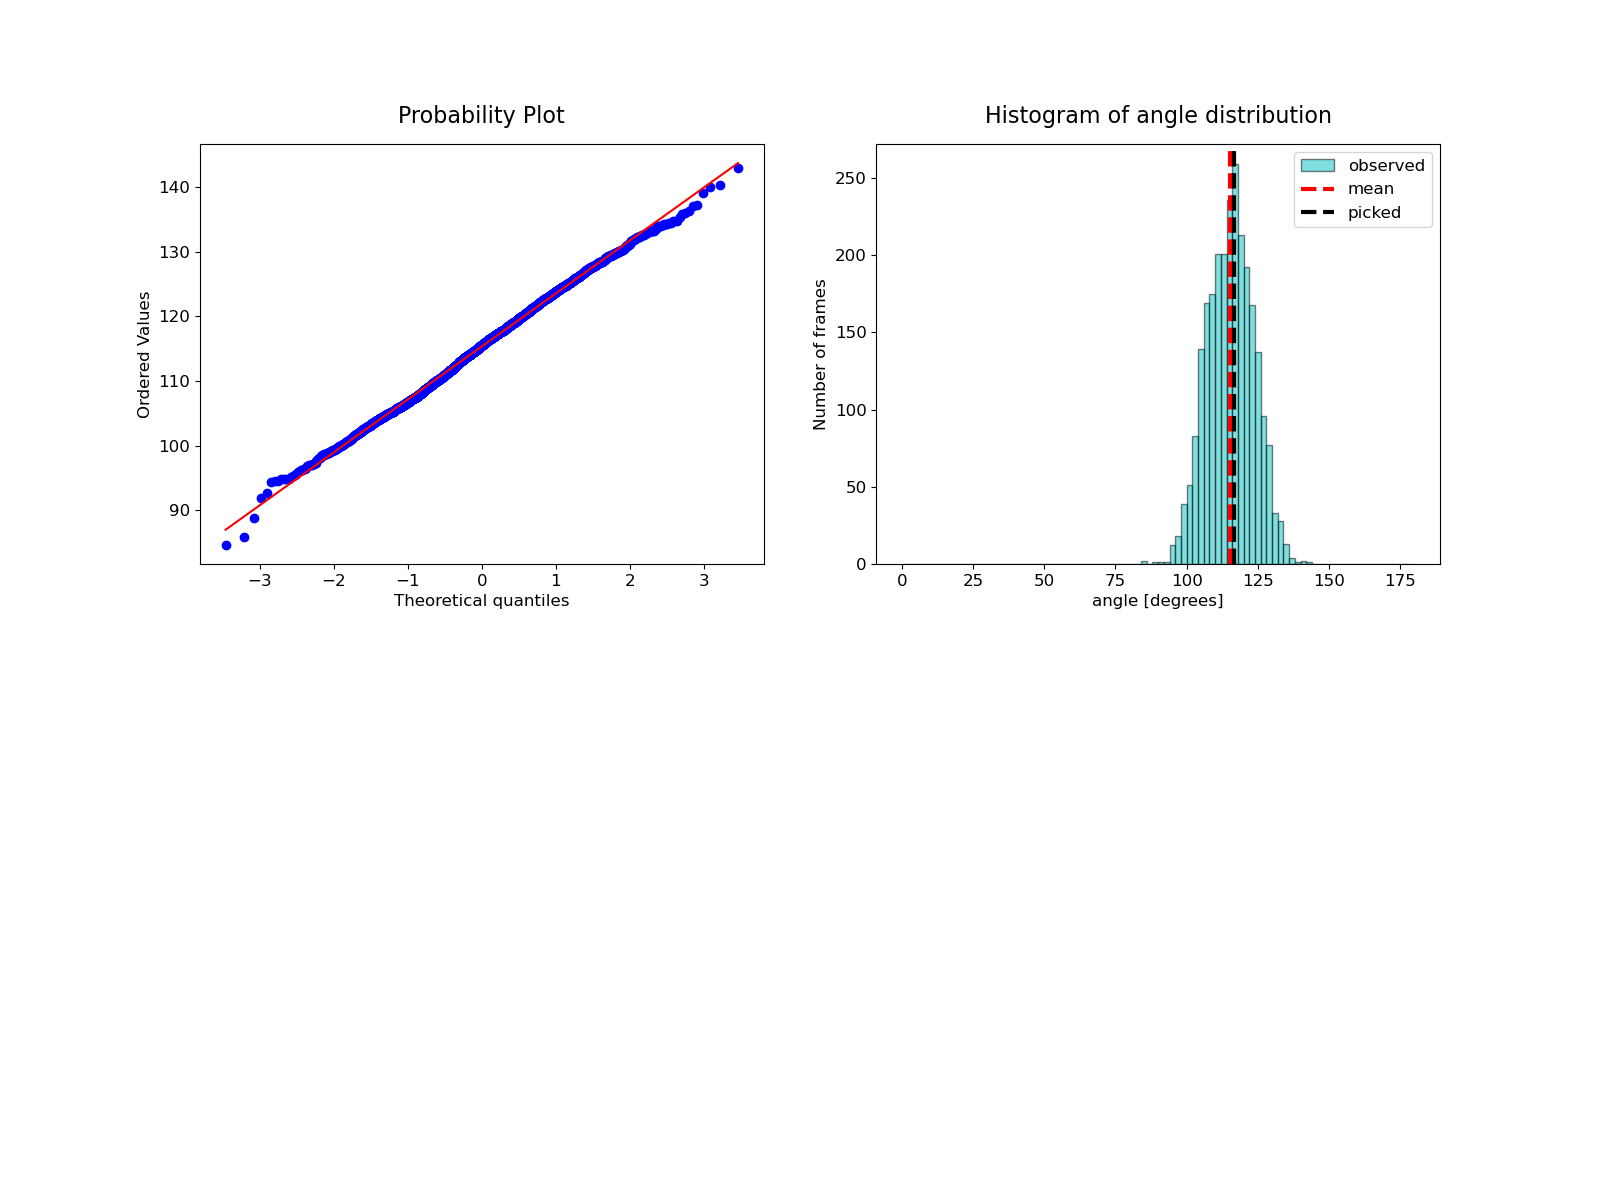 Probability Plot
Ordered Values
140
130
120
110
100
90
−3 −2 −1 0 1 2 3
Theoretical quantiles
Histogram of angle distribution
Number of frames
250
200
150
100
50
0
observed
mean
picked
0 25 50 75 100 125 150 175
angle [degrees]